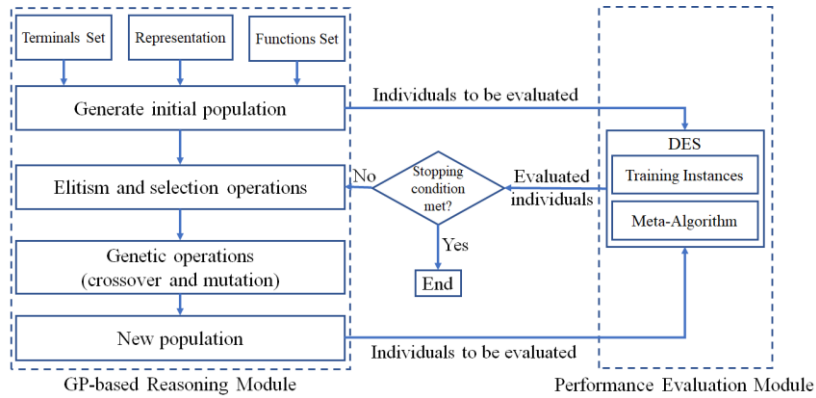 Terminals Set
Representation
Functions Set
Generate initial population
Individuals to be evaluated
DES
Training Instances
Meta-Algorithm
Elitism and selection operations
No
Stopping
condition
met?
Evaluated
individuals
Yes
End
Genetic operations
(crossover and mutation)
New population
Individuals to be evaluated
GP-based Reasoning Module
Performance Evaluation Module